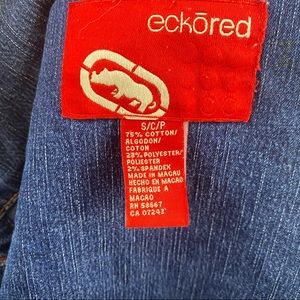 eckōred
S/C/P
75% COTTON/
ALGODON/
COTON
23% POLYESTER/
POLIESTER
2% SPANDEX
MADE IN MACAU
HECHO EN MACAO
FABRIQUE A
MACAO
RN 58667
CA 07243